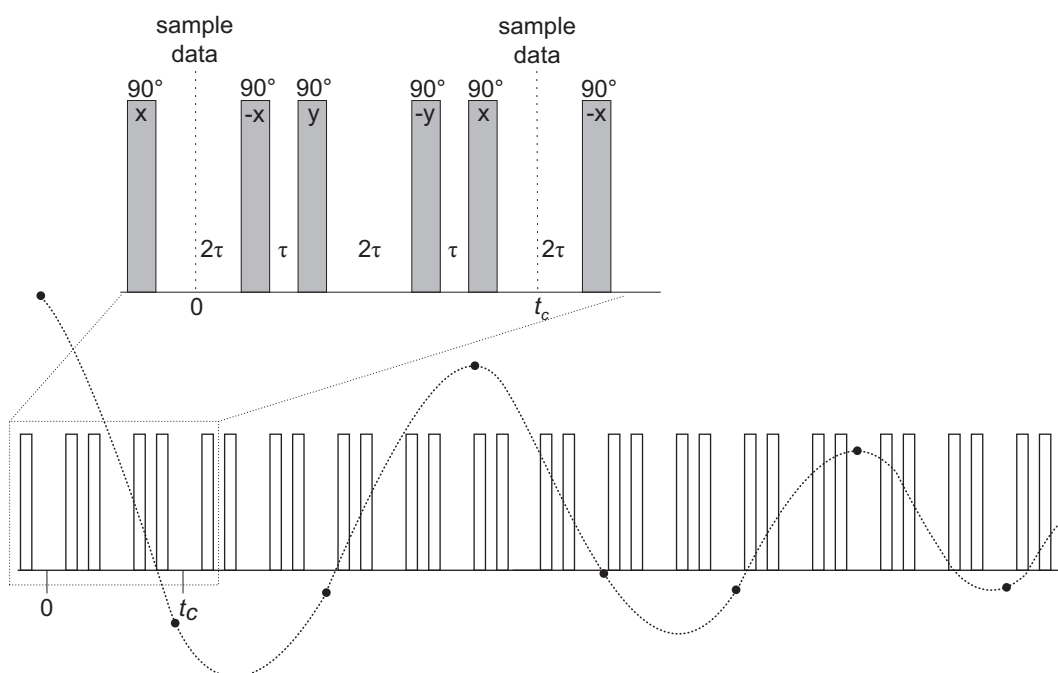 sample sample
data data
90° 90° 90° 90° 90° 90°
x -x y -y x -x
2τ τ 2τ τ 2τ
0 t_c
0 t_c